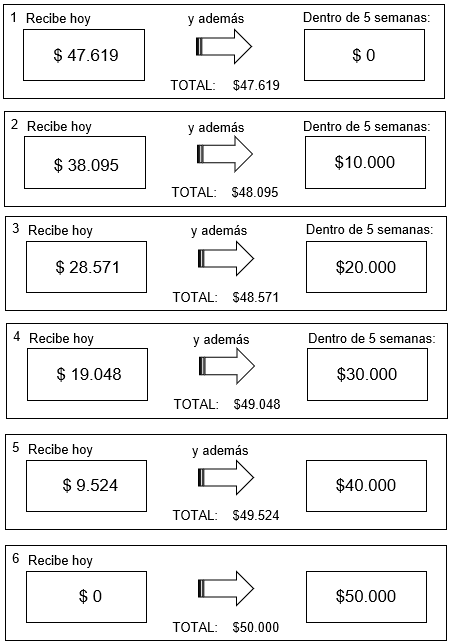 1 Recibe hoy y además Dentro de 5 semanas:
$ 47.619 $ 0
TOTAL: $47.619
2 Recibe hoy y además Dentro de 5 semanas:
$ 38.095 $10.000
TOTAL: $48.095
3 Recibe hoy y además Dentro de 5 semanas:
$ 28.571 $20.000
TOTAL: $48.571
4 Recibe hoy y además Dentro de 5 semanas:
$ 19.048 $30.000
TOTAL: $49.048
5 Recibe hoy y además
$ 9.524 $40.000
TOTAL: $49.524
6 Recibe hoy
$ 0 $50.000
TOTAL: $50.000